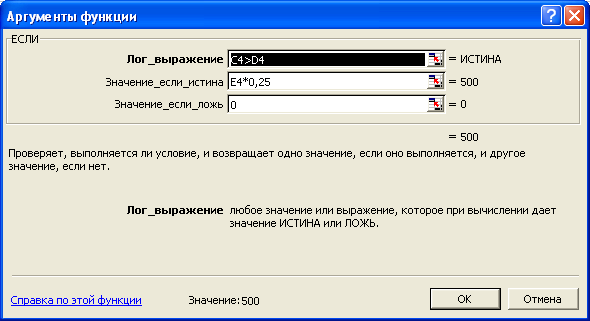 Аргументы функции
ЕСЛИ
Лог_выражение C4>D4 = ИСТИНА
Значение_если_истина E4*0,25 = 500
Значение_если_ложь 0 = 0
= 500
Проверяет, выполняется ли условие, и возвращает одно значение, если оно выполняется, и другое
значение, если нет.
Лог_выражение любое значение или выражение, которое при вычислении дает
значение ИСТИНА или ЛОЖЬ.
Справка по этой функции Значение:500 OK Отмена